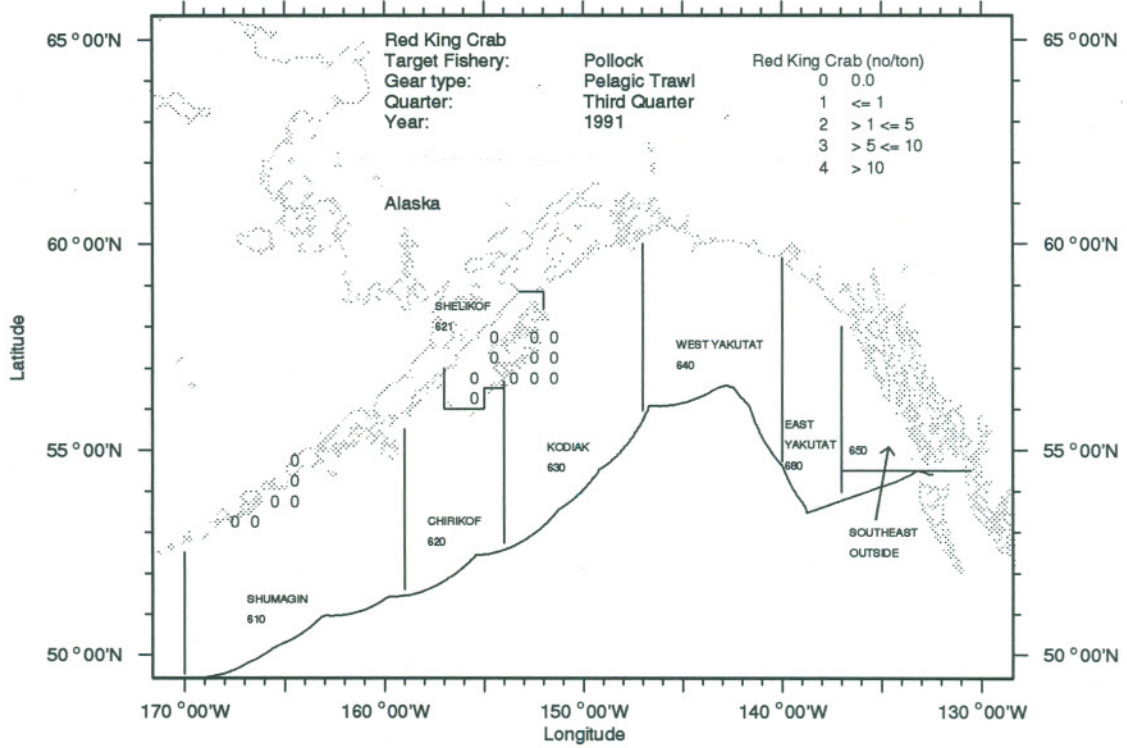 Red King Crab
Target Fishery: Pollock
Gear type: Pelagic Trawl
Quarter: Third Quarter
Year: 1991
Red King Crab (no/ton)
0 0.0
1 <= 1
2 > 1 <= 5
3 > 5 <= 10
4 > 10
65 °00'N
65 °00'N
Alaska
60 °00'N
60 °00'N
SHELIKOF
621
0 0 0
0 0 0
0 0 0 0
0
WEST YAKUTAT
640
Latitude
55 °00'N
55 °00'N
EAST
YAKUTAT
680
650
KODIAK
630
0
0
0 0
0 0
CHIRIKOF
620
SOUTHEAST
OUTSIDE
SHUMAGIN
610
50 °00'N
50 °00'N
170 °00'W
160 °00'W
150 °00'W
140 °00'W
130 °00'W
Longitude